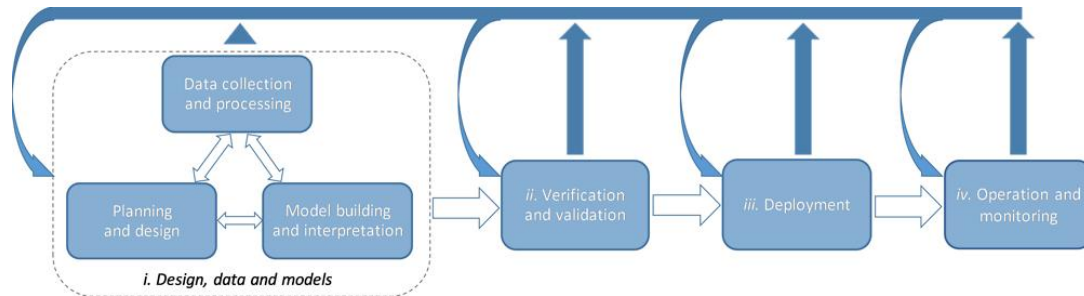 Data collection
and processing
Planning
and design
Model building
and interpretation
i. Design, data and models
ii. Verification
and validation
iii. Deployment
iv. Operation and
monitoring